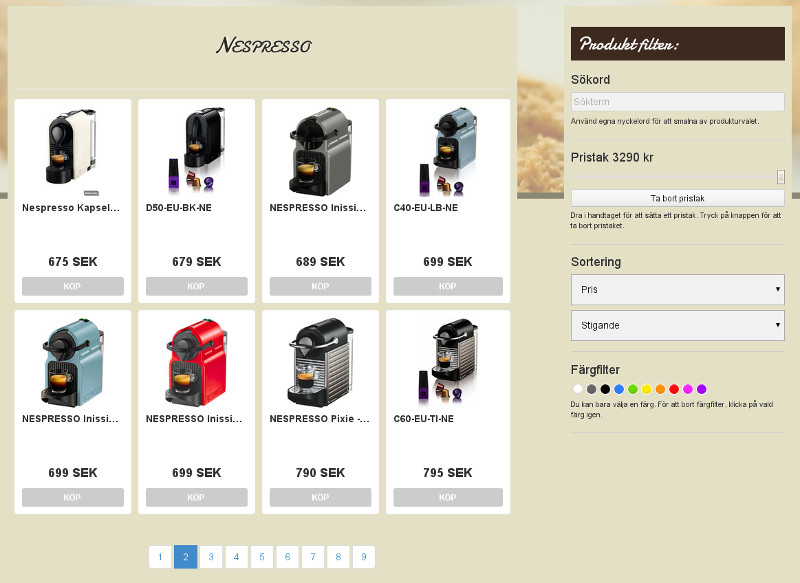 Nespresso
Nespresso Kapsel...
D50-EU-BK-NE
NESPRESSO Inissi...
C40-EU-LB-NE
675 SEK
679 SEK
689 SEK
699 SEK
KÖP
KÖP
KÖP
KÖP
NESPRESSO Inissi...
NESPRESSO Inissi...
NESPRESSO Pixie -...
C60-EU-TI-NE
699 SEK
699 SEK
790 SEK
795 SEK
KÖP
KÖP
KÖP
KÖP
1 2 3 4 5 6 7 8 9
Produktfilter:
Sökord
Sökterm
Använd egna nyckelord för att smalna av produkturvalet.
Pristak 3290 kr
Ta bort pristak
Dra i handtaget för att sätta ett pristak. Tryck på knappen för att
ta bort pristaket.
Sortering
Pris
Stigande
Färgfilter
Du kan bara välja en färg. För att bort färgfilter, klicka på vald
färg igen.